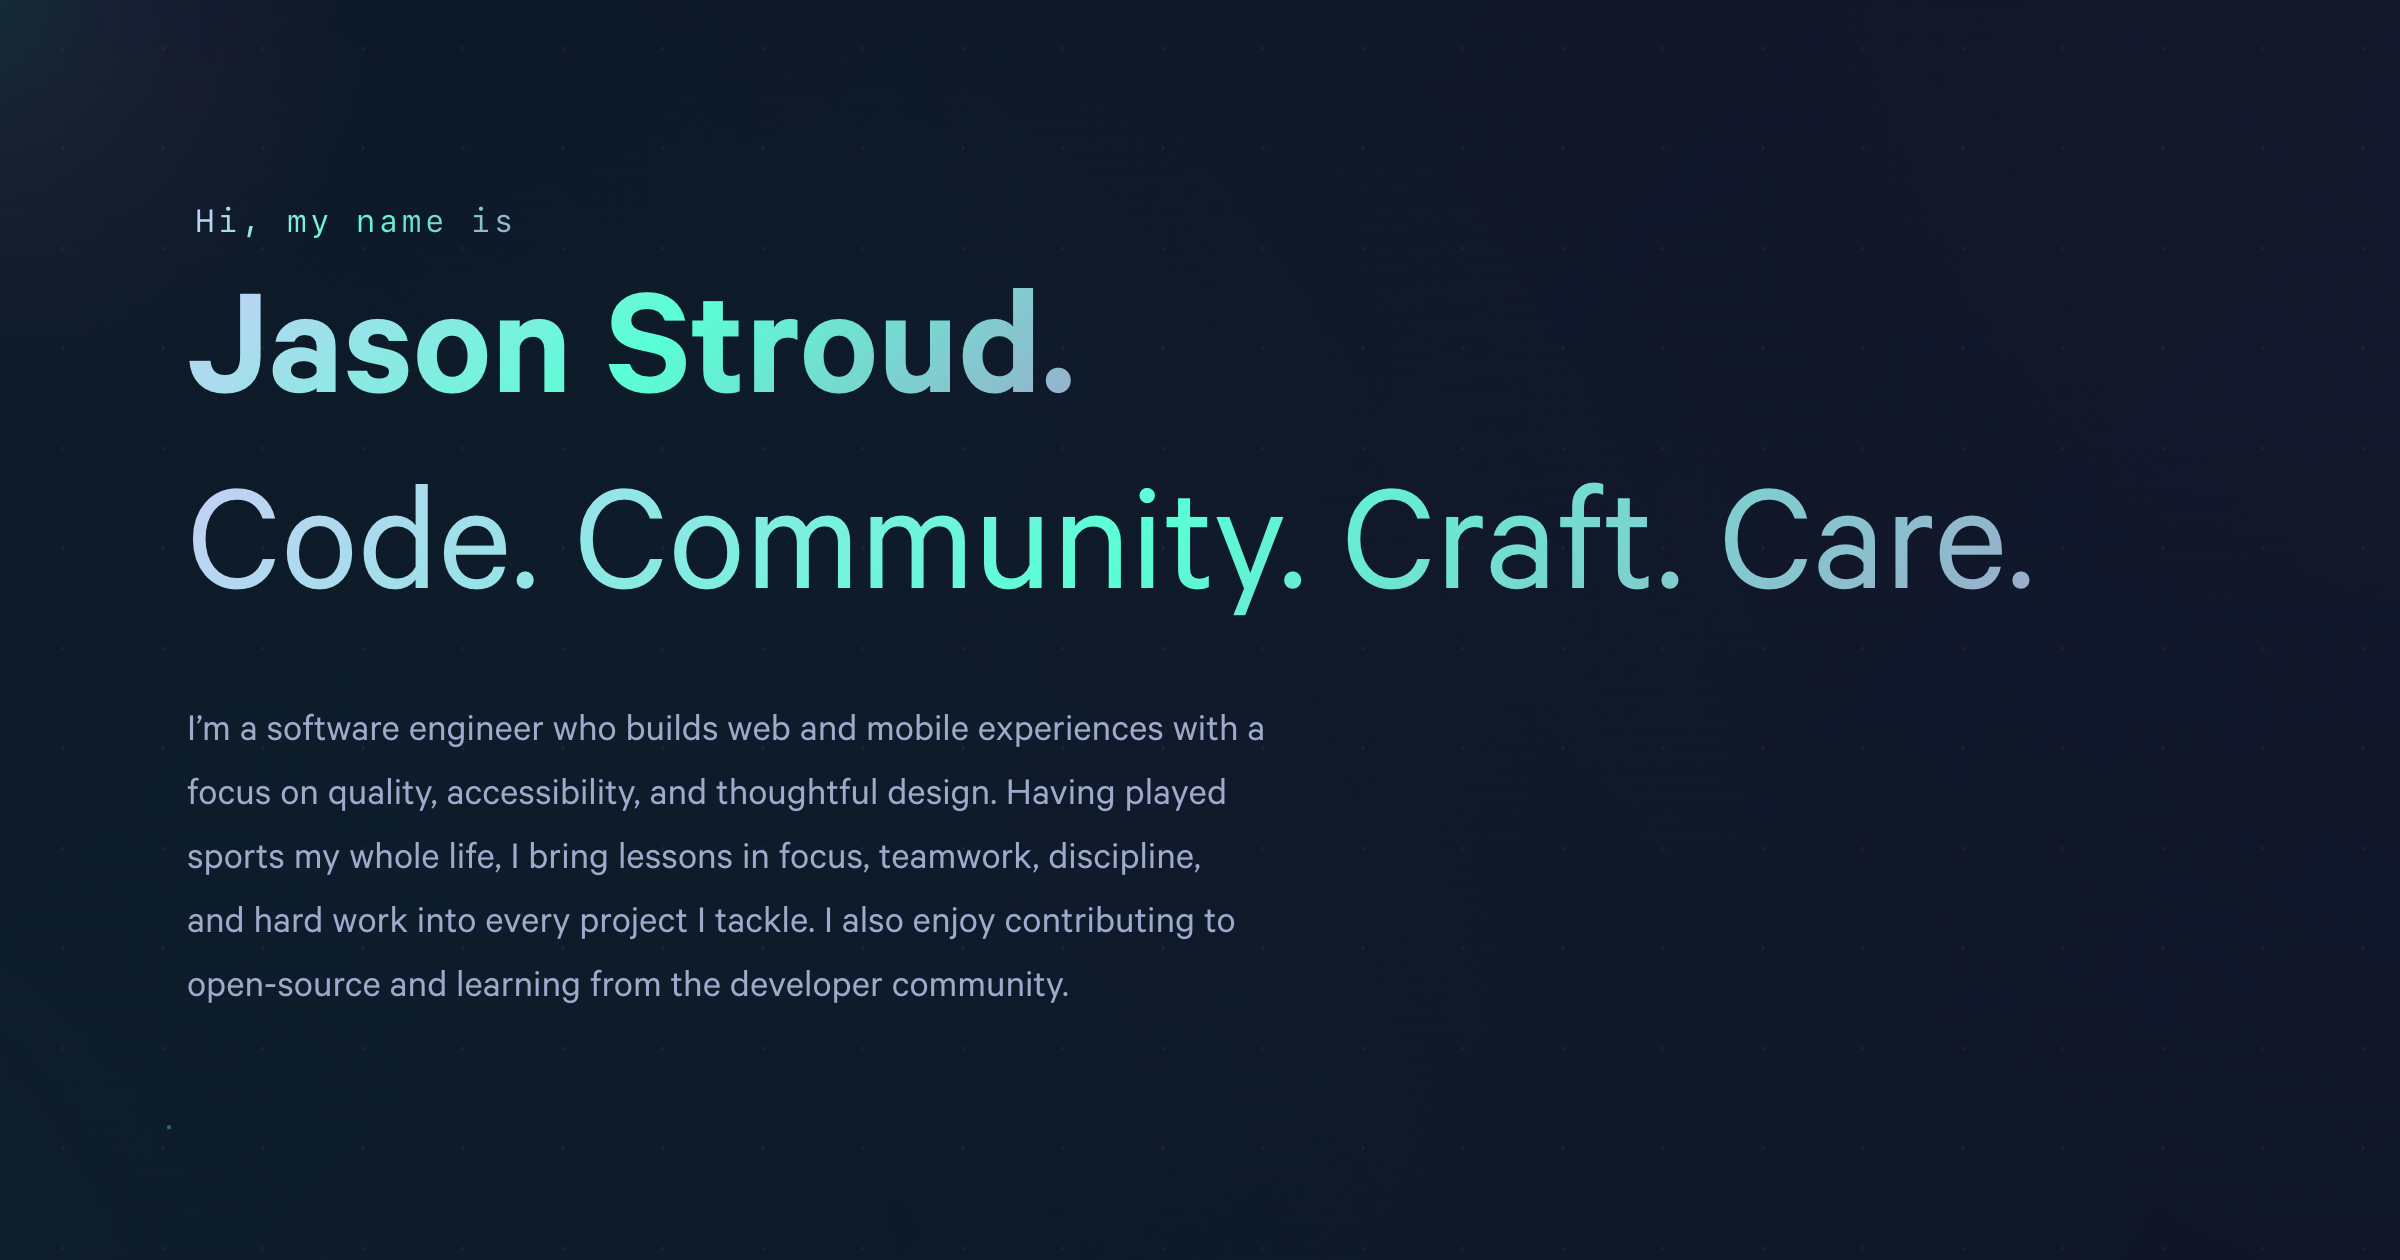 Hi, my name is
Jason Stroud.
Code. Community. Craft. Care.
I’m a software engineer who builds web and mobile experiences with a
focus on quality, accessibility, and thoughtful design. Having played
sports my whole life, I bring lessons in focus, teamwork, discipline,
and hard work into every project I tackle. I also enjoy contributing to
open-source and learning from the developer community.